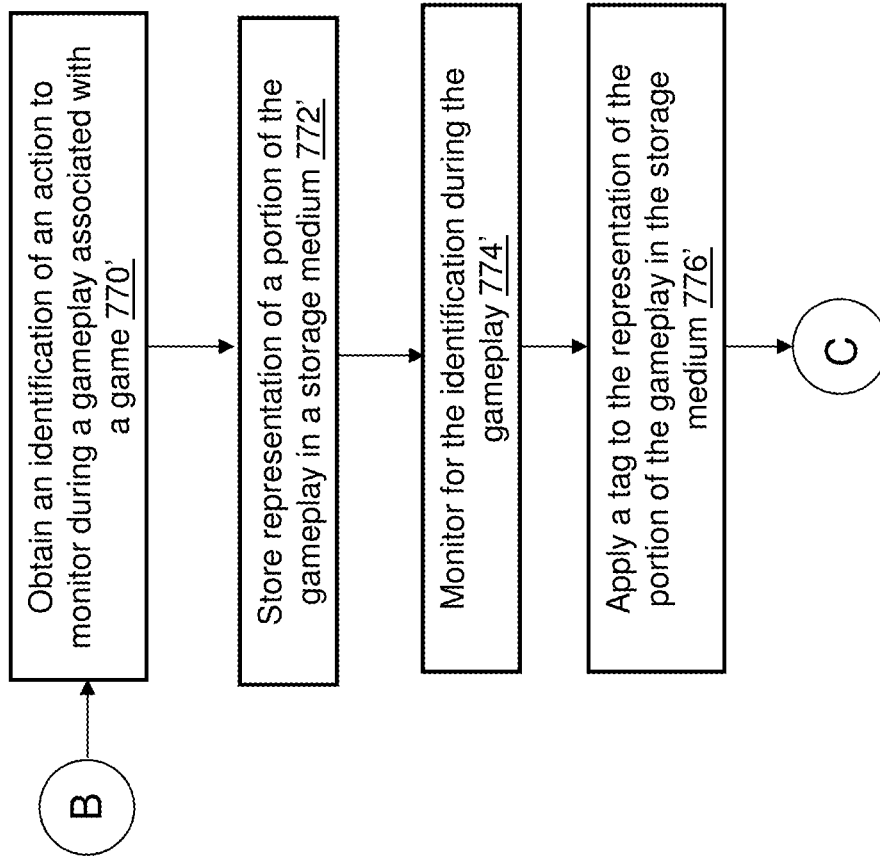 B
Obtain an identification of an action to
monitor during a gameplay associated with
a game 770'
Store representation of a portion of the
gameplay in a storage medium 772'
Monitor for the identification during the
gameplay 774'
Apply a tag to the representation of the
portion of the gameplay in the storage
medium 776'
C